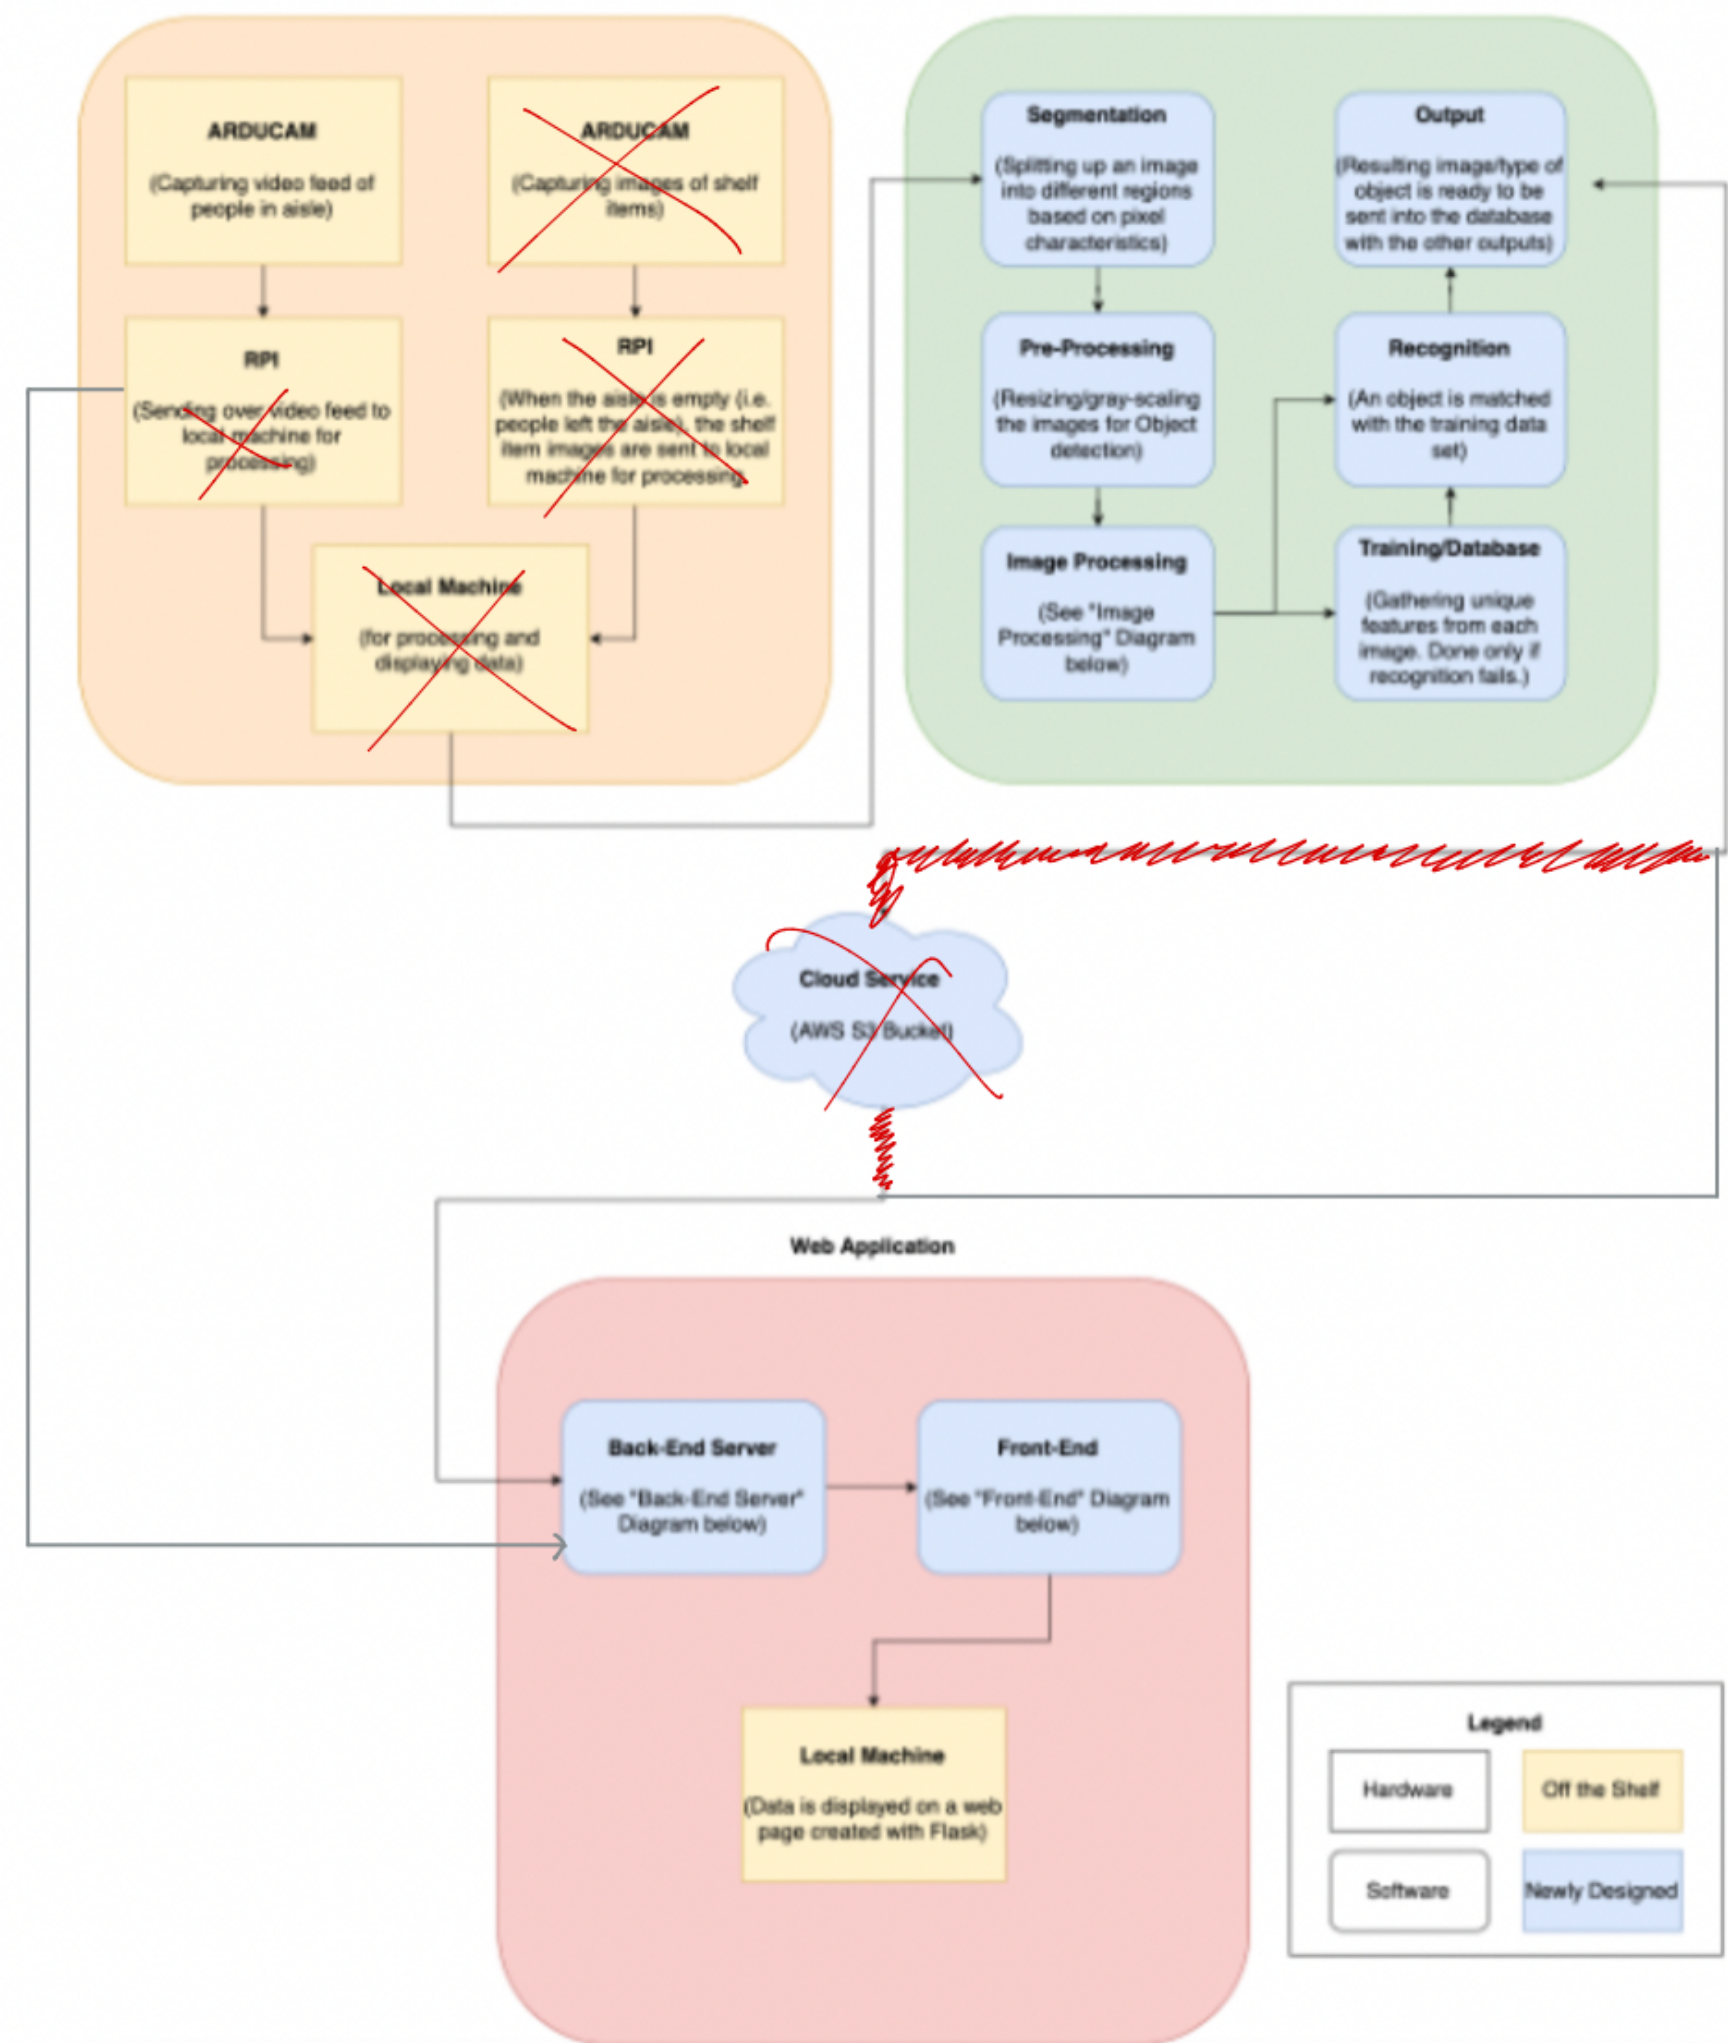 ARDUCAM
(Capturing video feed of
people in aisle)
ARDUCAM
(Capturing images of shelf
items)
RPI
(Sending over video feed to
local machine for
processing)
RPI
(When the aisle is empty (i.e.
people left the aisle), the shelf
item images are sent to local
machine for processing
Local Machine
(for processing and
displaying data)
Segmentation
(Splitting up an image
into different regions
based on pixel
characteristics)
Pre-Processing
(Resizing/gray-scaling
the images for Object
detection)
Image Processing
(See "Image
Processing" Diagram
below)
Output
(Resulting image/type of
object is ready to be
sent into the database
with the other outputs)
Recognition
(An object is matched
with the training data
set)
Training/Database
(Gathering unique
features from each
image. Done only if
recognition fails.)
Cloud Service
(AWS S3 Bucket)
Web Application
Back-End Server
(See "Back-End Server"
Diagram below)
Front-End
(See "Front-End" Diagram
below)
Local Machine
(Data is displayed on a web
page created with Flask)
Legend
Hardware
Off the Shelf
Software
Newly Designed